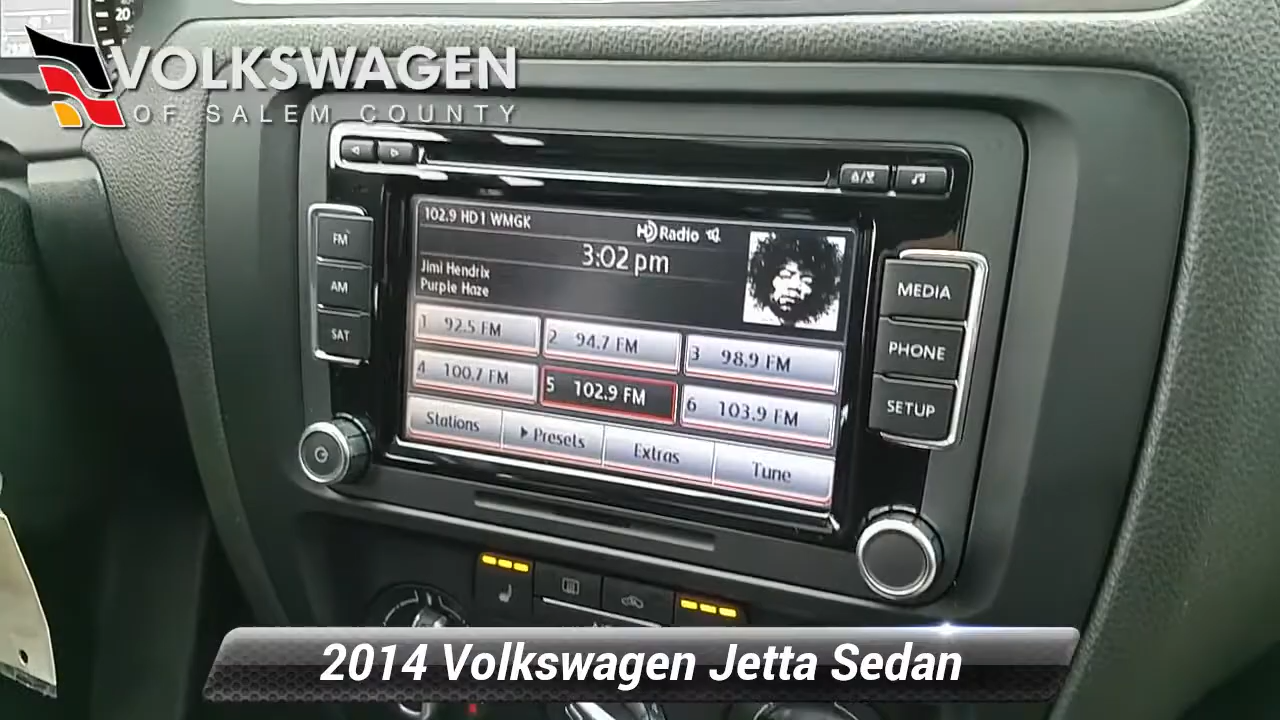 20
VOLKSWAGEN
OF SALEM COUNTY
102.9 HD1 WMGK
HD Radio
3:02 pm
Jimi Hendrix
Purple Haze
1 92.5 FM
2 94.7 FM
3 98.9 FM
4 100.7 FM
5 102.9 FM
6 103.9 FM
Stations
Presets
Extras
Tune
FM
AM
SAT
MEDIA
PHONE
SETUP
2014 Volkswagen Jetta Sedan